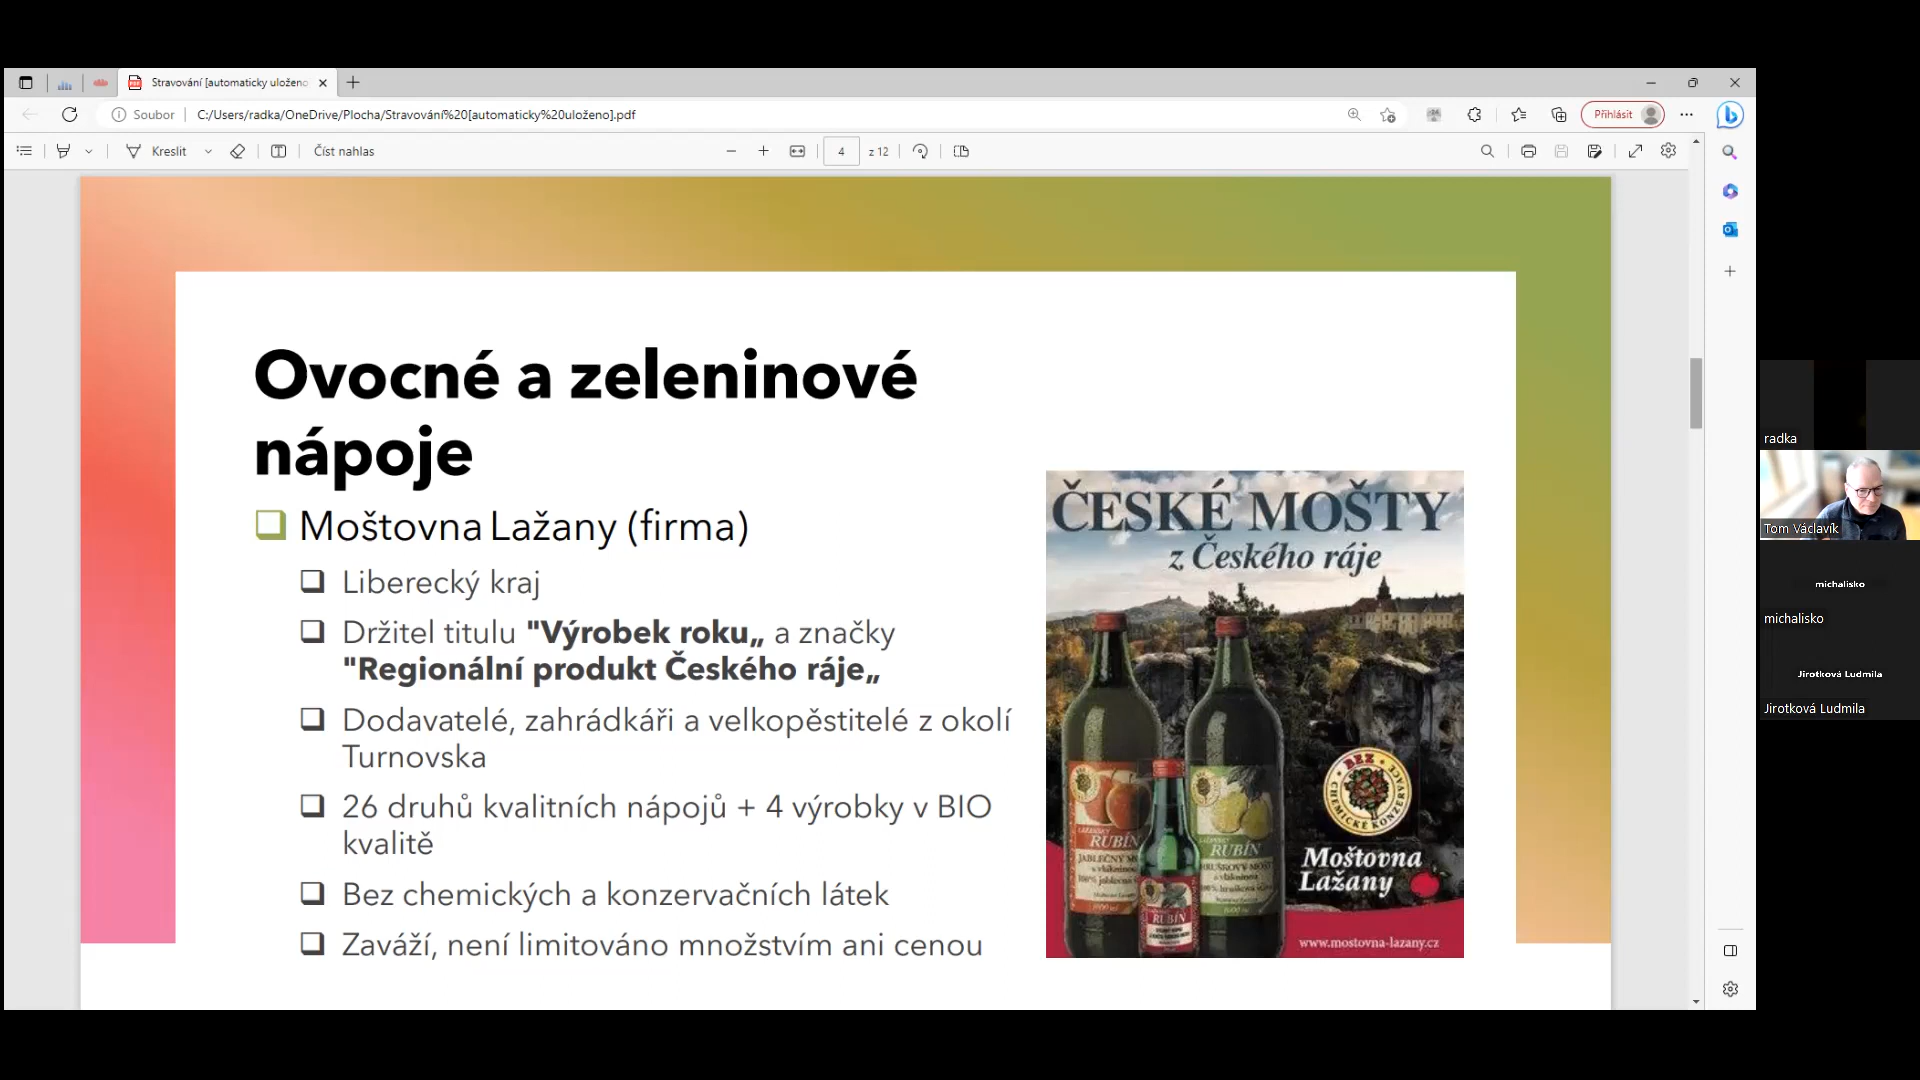 Stravování [automaticky uloženo
Soubor
C:/Users/radka/OneDrive/Plocha/Stravování%20[automaticky%20uloženo].pdf
Přihlásit
Kreslit
Číst nahlas
4 z 12
Ovocné a zeleninové
nápoje
Moštovna Lažany (firma)
Liberecký kraj
Držitel titulu "Výrobek roku„ a značky
"Regionální produkt Českého ráje„
Dodavatelé, zahrádkáři a velkopěstitelé z okolí
Turnovska
26 druhů kvalitních nápojů + 4 výrobky v BIO
kvalitě
Bez chemických a konzervačních látek
Zaváží, není limitováno množstvím ani cenou
ČESKÉ MOŠTY
z Českého ráje
BEZ
CHEMICKÉ KONZERVACE
RUBÍN
RUBÍN
RUBÍN
Moštovna
Lažany
www.mostovna-lazany.cz
radka
Tom Václavík
michalisko
michalisko
Jirotková Ludmila
Jirotková Ludmila